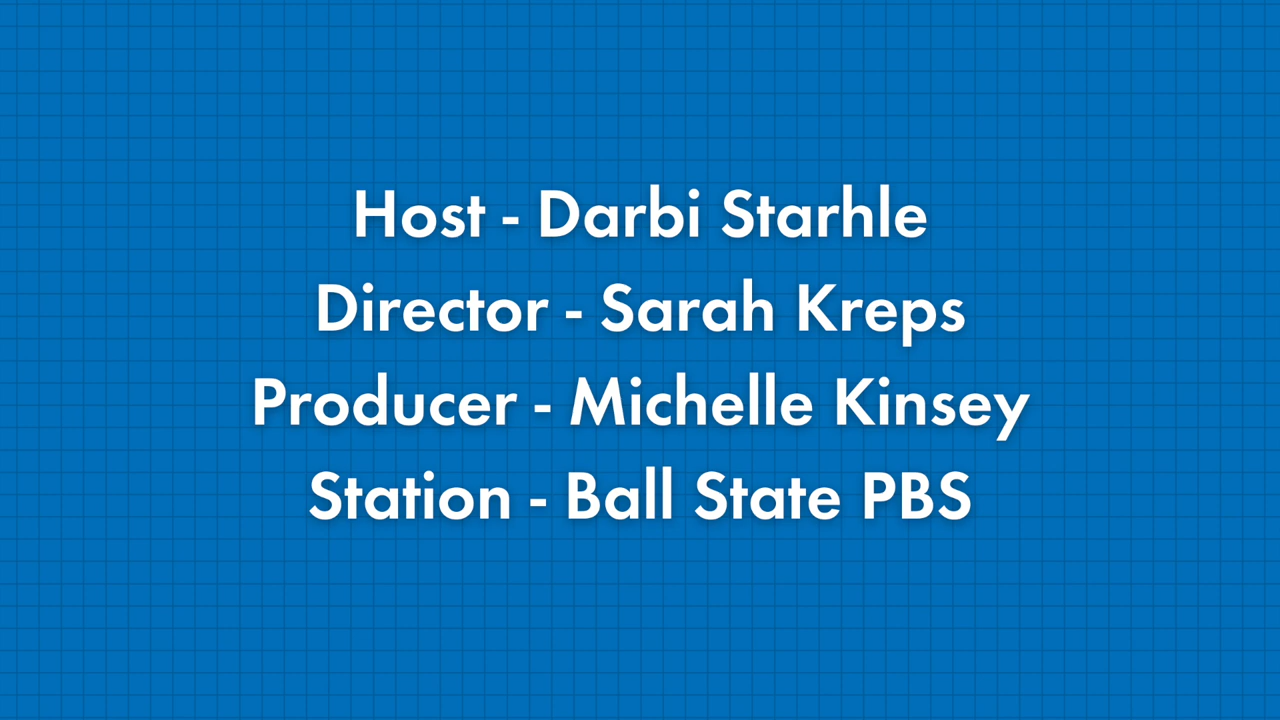 Host - Darbi Starhle
Director - Sarah Kreps
Producer - Michelle Kinsey
Station - Ball State PBS